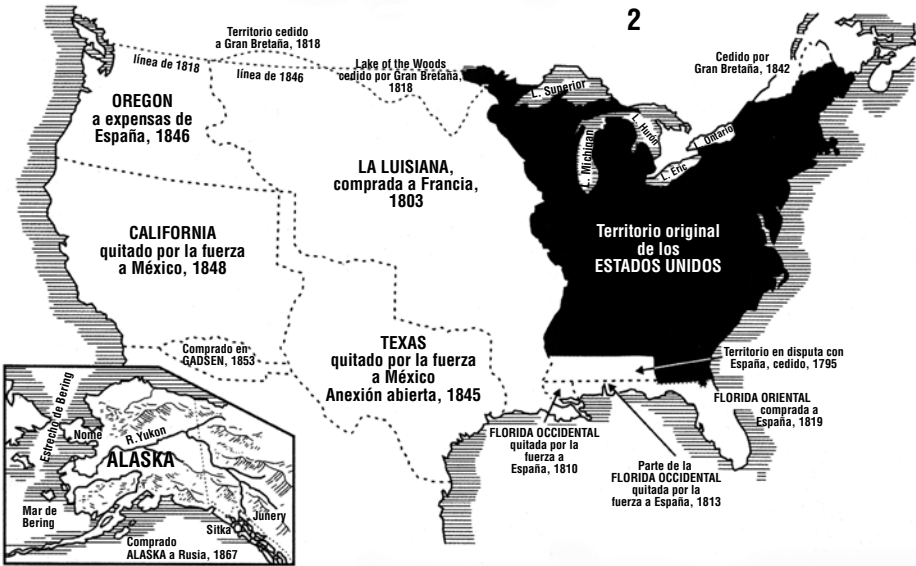 2
Territorio cedido
a Gran Bretaña, 1818
línea de 1818
línea de 1846
Lake of the Woods
cedido por Gran Bretaña,
1818
Cedido por
Gran Bretaña, 1842
L. Superior
L. Hurón
L. Michigan
L. Ontario
L. Eric
OREGON
a expensas de
España, 1846
LA LUISIANA,
comprada a Francia,
1803
CALIFORNIA
quitado por la fuerza
a México, 1848
Territorio original
de los
ESTADOS UNIDOS
Comprado en
GADSEN, 1853
TEXAS
quitado por la fuerza
a México
Anexión abierta, 1845
Territorio en disputa con
España, cedido, 1795
FLORIDA ORIENTAL
comprada a
España, 1819
FLORIDA OCCIDENTAL
quitada por la
fuerza a
España, 1810
Parte de la
FLORIDA OCCIDENTAL
quitada por la
fuerza a España, 1813
Estrecho de Bering
Nome
R. Yukon
ALASKA
Mar de
Bering
Sitka
Junery
Comprado
ALASKA a Rusia, 1867